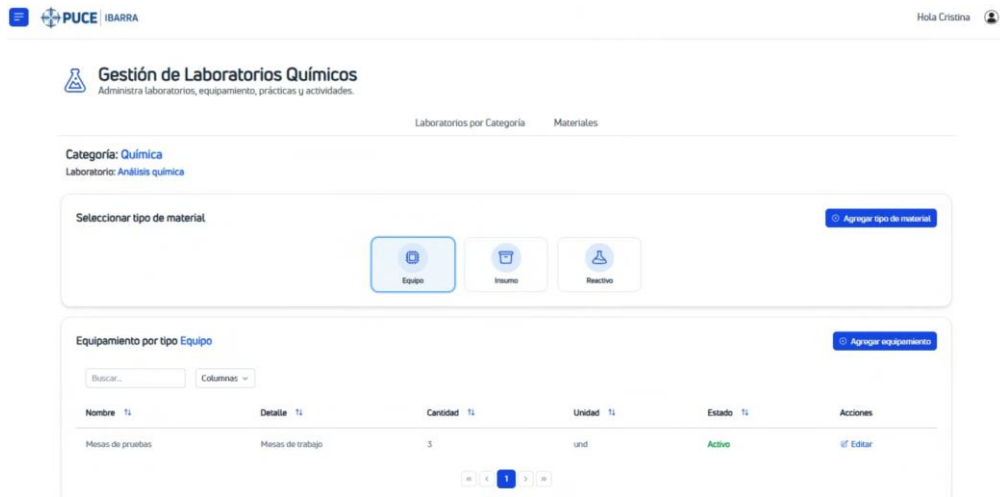 PUCE IBARRA
Hola Cristina
Gestión de Laboratorios Químicos
Administra laboratorios, equipamiento, prácticas y actividades.
Laboratorios por Categoría Materiales
Categoría: Química
Laboratorio: Análisis química
Seleccionar tipo de material
Agregar tipo de material
Equipo Insumo Reactivo
Equipamiento por tipo Equipo
Agregar equipamiento
Buscar... Columnas
Nombre Detalle Cantidad Unidad Estado Acciones
Mesas de pruebas Mesas de trabajo 3 und Activo Editar
« ‹ 1 › »